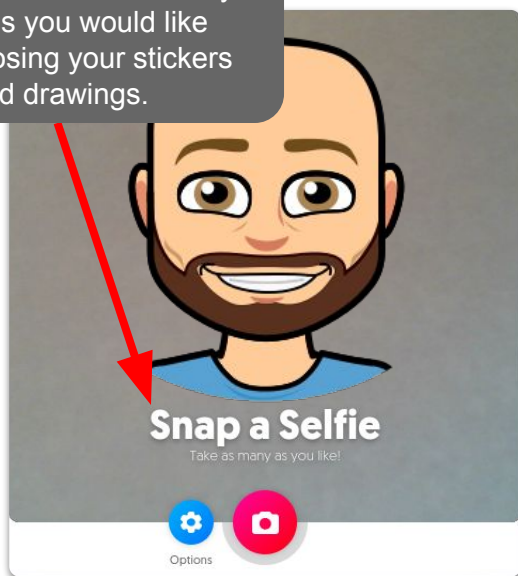 s you would like
osing your stickers
d drawings.
Snap a Selfie
Take as many as you like!
Options